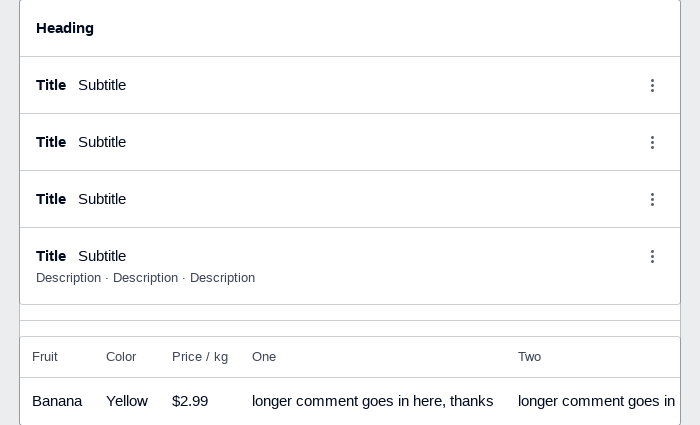 Heading
Title Subtitle
Title Subtitle
Title Subtitle
Title Subtitle
Description · Description · Description
Fruit Color Price / kg One Two
Banana Yellow $2.99 longer comment goes in here, thanks longer comment goes in